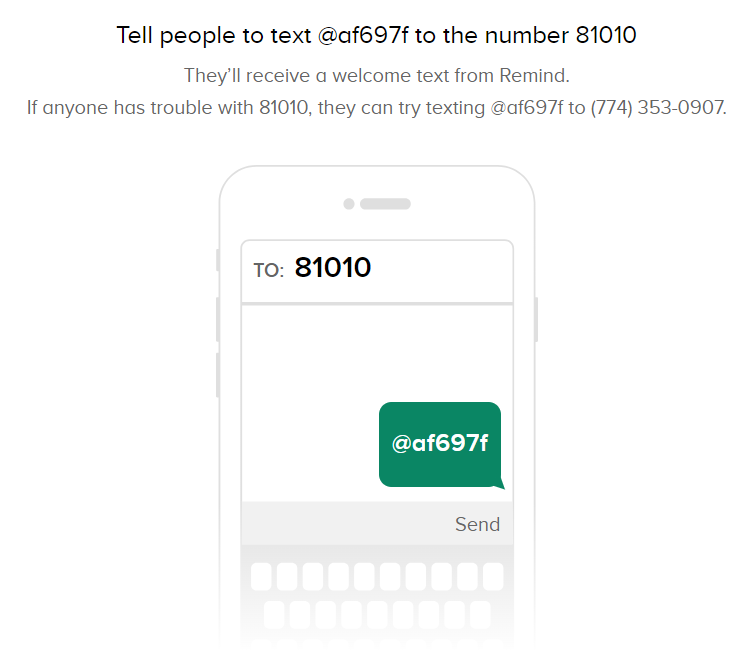 Tell people to text @af697f to the number 81010
They’ll receive a welcome text from Remind.
If anyone has trouble with 81010, they can try texting @af697f to (774) 353-0907.
TO: 81010
@af697f
Send